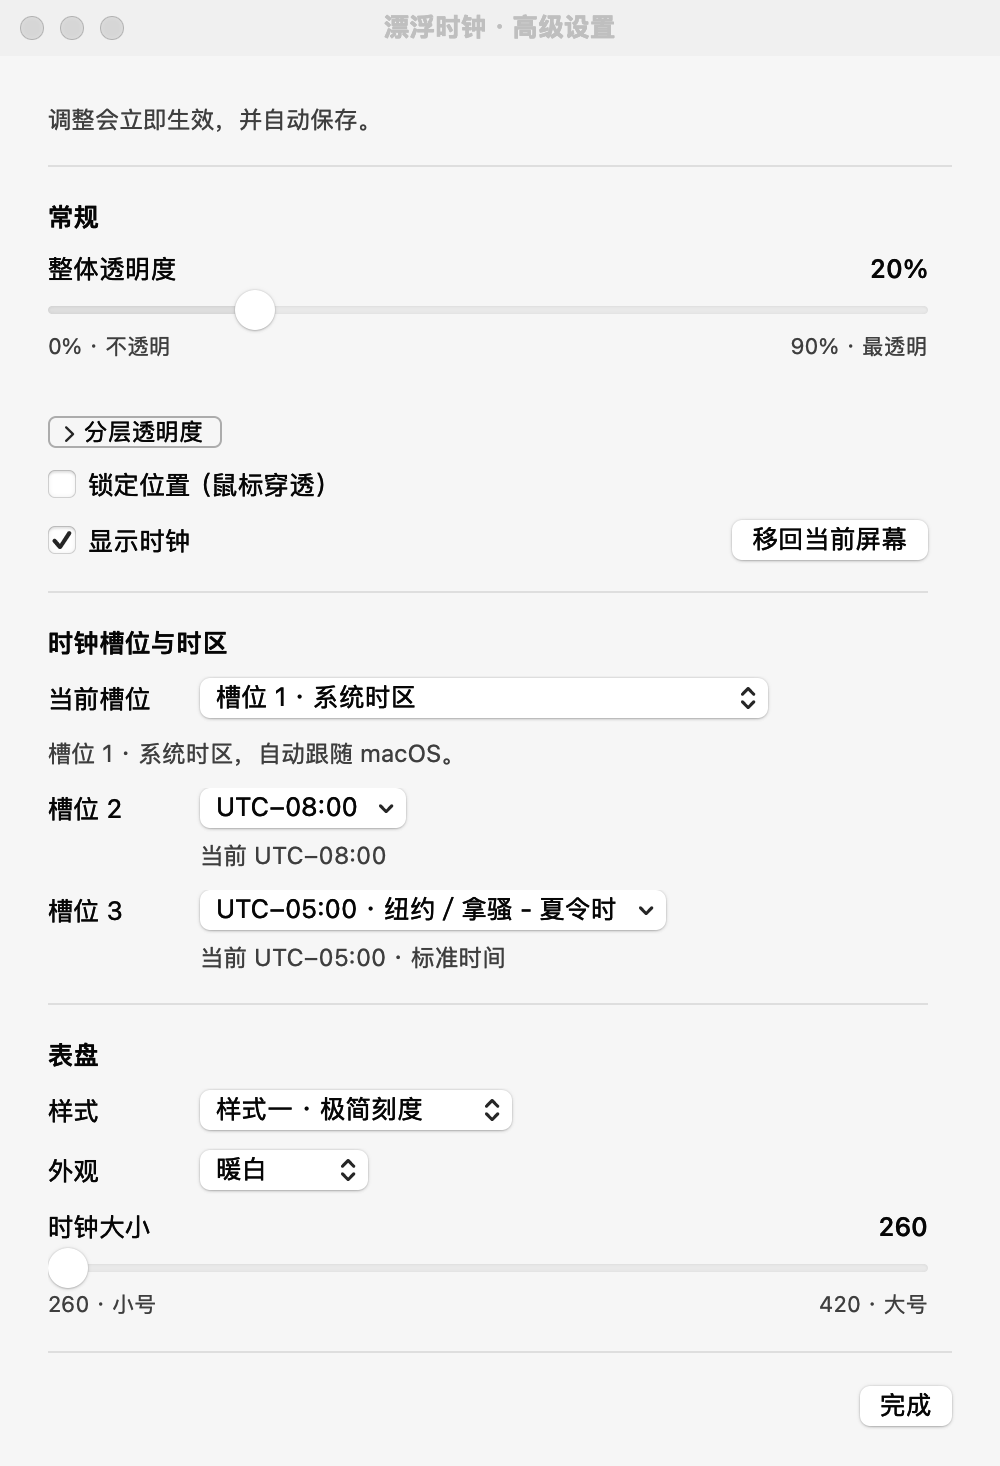 漂浮时钟 · 高级设置
调整会立即生效，并自动保存。
常规
整体透明度 20%
0% · 不透明 90% · 最透明
分层透明度
锁定位置（鼠标穿透）
显示时钟 移回当前屏幕
时钟槽位与时区
当前槽位 槽位 1 · 系统时区
槽位 1 · 系统时区，自动跟随 macOS。
槽位 2 UTC−08:00
当前 UTC−08:00
槽位 3 UTC−05:00 · 纽约 / 拿骚 - 夏令时
当前 UTC−05:00 · 标准时间
表盘
样式 样式一 · 极简刻度
外观 暖白
时钟大小 260
260 · 小号 420 · 大号
完成